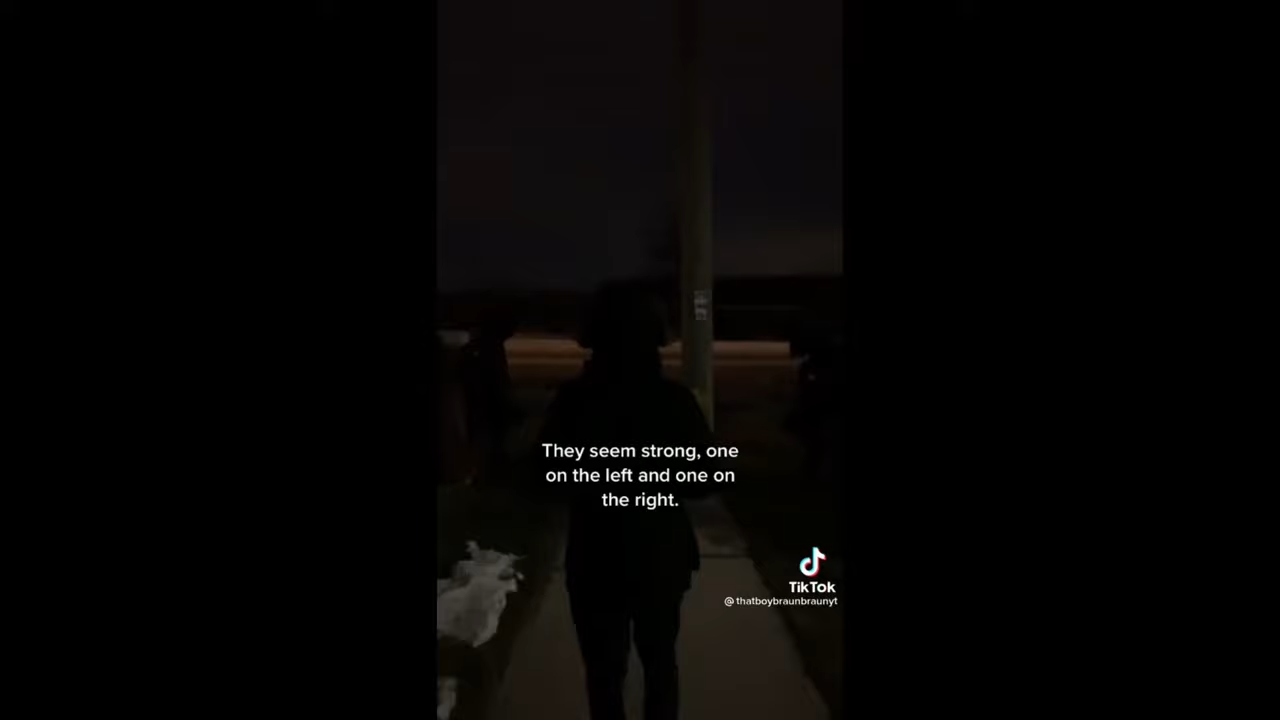 They seem strong, one
on the left and one on
the right.
TikTok
@ thatboybraunbraunyt